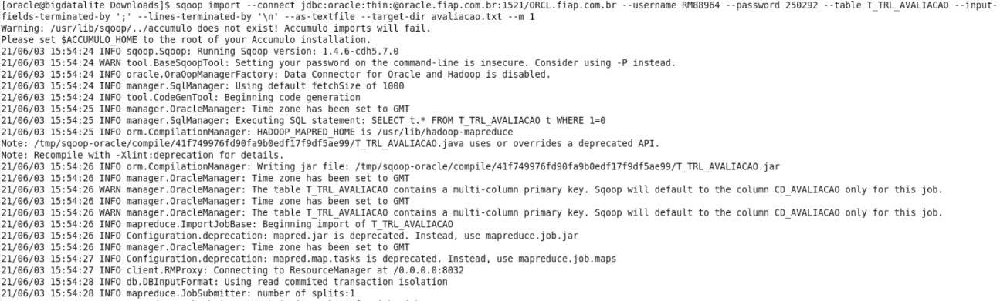 [oracle@bigdatalite Downloads]$ sqoop import --connect jdbc:oracle:thin:@oracle.fiap.com.br:1521/ORCL.fiap.com.br --username RM88964 --password 250292 --table T_TRL_AVALIACAO --input-
fields-terminated-by ';' --lines-terminated-by '\n' --as-textfile --target-dir avaliacao.txt --m 1
Warning: /usr/lib/sqoop/../accumulo does not exist! Accumulo imports will fail.
Please set $ACCUMULO_HOME to the root of your Accumulo installation.
21/06/03 15:54:24 INFO sqoop.Sqoop: Running Sqoop version: 1.4.6-cdh5.7.0
21/06/03 15:54:24 WARN tool.BaseSqoopTool: Setting your password on the command-line is insecure. Consider using -P instead.
21/06/03 15:54:24 INFO oracle.OraOopManagerFactory: Data Connector for Oracle and Hadoop is disabled.
21/06/03 15:54:24 INFO manager.SqlManager: Using default fetchSize of 1000
21/06/03 15:54:24 INFO tool.CodeGenTool: Beginning code generation
21/06/03 15:54:25 INFO manager.OracleManager: Time zone has been set to GMT
21/06/03 15:54:25 INFO manager.SqlManager: Executing SQL statement: SELECT t.* FROM T_TRL_AVALIACAO t WHERE 1=0
21/06/03 15:54:25 INFO orm.CompilationManager: HADOOP_MAPRED_HOME is /usr/lib/hadoop-mapreduce
Note: /tmp/sqoop-oracle/compile/41f749976fd90fa9b0edf17f9df5ae99/T_TRL_AVALIACAO.java uses or overrides a deprecated API.
Note: Recompile with -Xlint:deprecation for details.
21/06/03 15:54:26 INFO orm.CompilationManager: Writing jar file: /tmp/sqoop-oracle/compile/41f749976fd90fa9b0edf17f9df5ae99/T_TRL_AVALIACAO.jar
21/06/03 15:54:26 INFO manager.OracleManager: Time zone has been set to GMT
21/06/03 15:54:26 WARN manager.OracleManager: The table T_TRL_AVALIACAO contains a multi-column primary key. Sqoop will default to the column CD_AVALIACAO only for this job.
21/06/03 15:54:26 INFO manager.OracleManager: Time zone has been set to GMT
21/06/03 15:54:26 WARN manager.OracleManager: The table T_TRL_AVALIACAO contains a multi-column primary key. Sqoop will default to the column CD_AVALIACAO only for this job.
21/06/03 15:54:26 INFO mapreduce.ImportJobBase: Beginning import of T_TRL_AVALIACAO
21/06/03 15:54:26 INFO Configuration.deprecation: mapred.jar is deprecated. Instead, use mapreduce.job.jar
21/06/03 15:54:26 INFO manager.OracleManager: Time zone has been set to GMT
21/06/03 15:54:27 INFO Configuration.deprecation: mapred.map.tasks is deprecated. Instead, use mapreduce.job.maps
21/06/03 15:54:27 INFO client.RMProxy: Connecting to ResourceManager at /0.0.0.0:8032
21/06/03 15:54:28 INFO db.DBInputFormat: Using read commited transaction isolation
21/06/03 15:54:28 INFO mapreduce.JobSubmitter: number of splits:1